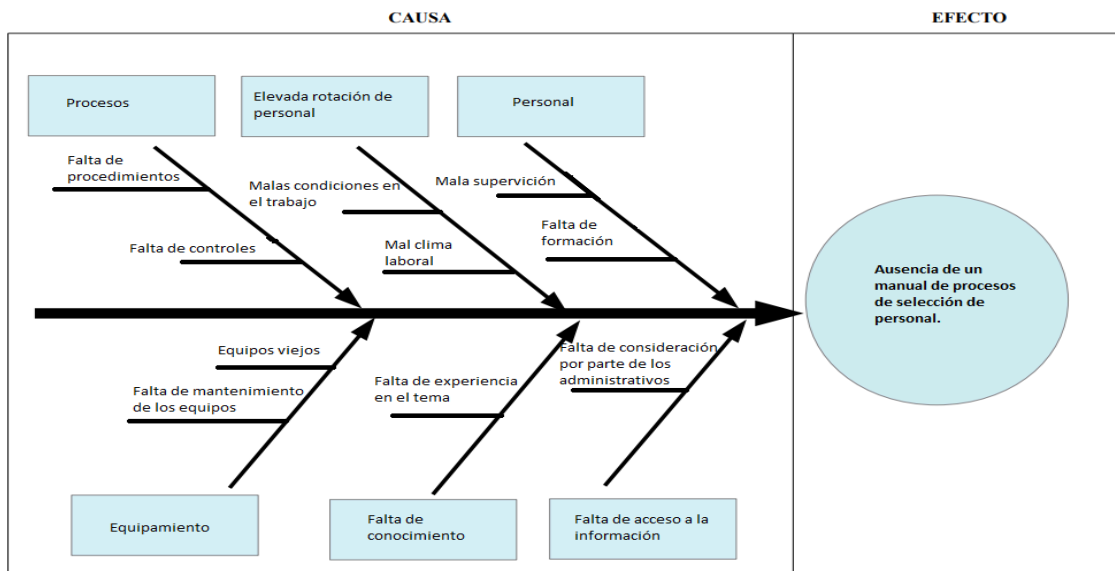 CAUSA
EFECTO
Procesos
Elevada rotación de
personal
Personal
Falta de
procedimientos
Malas condiciones en
el trabajo
Mala supervición
Falta de controles
Mal clima
laboral
Falta de
formación
Ausencia de un
manual de procesos
de selección de
personal.
Equipos viejos
Falta de mantenimiento
de los equipos
Falta de experiencia
en el tema
Falta de consideración
por parte de los
administrativos
Equipamiento
Falta de
conocimiento
Falta de acceso a la
información